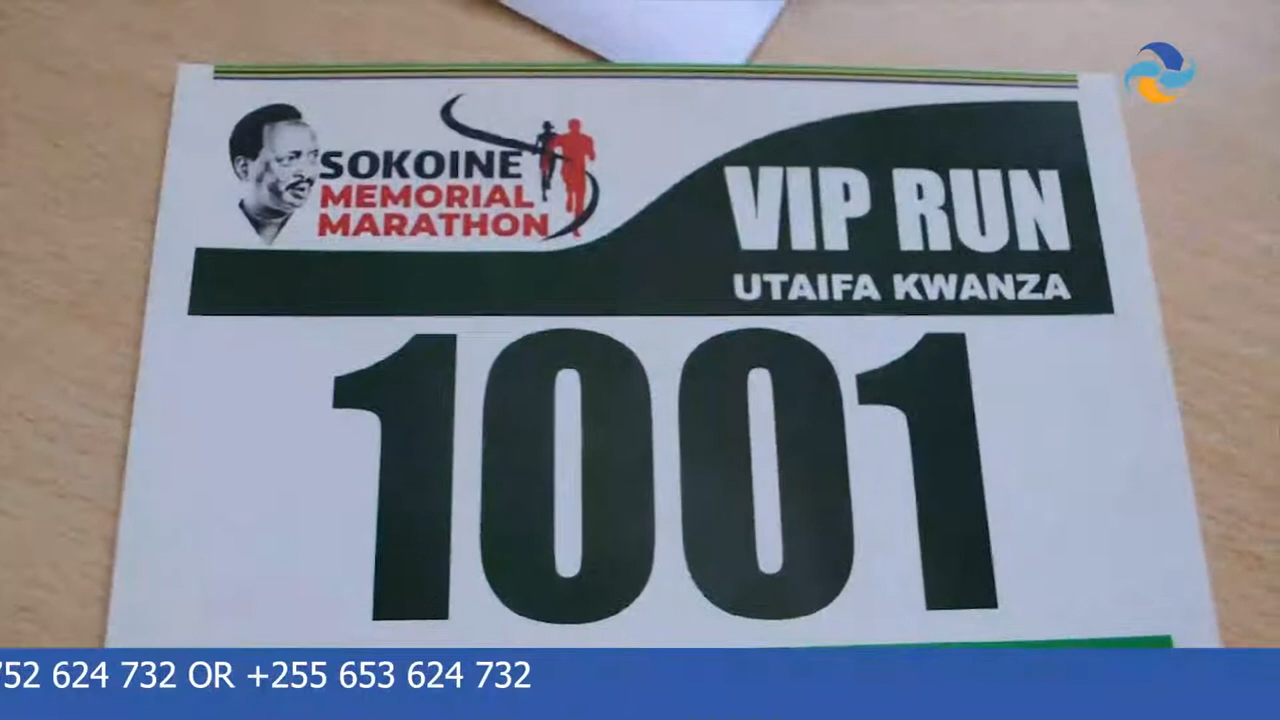 SOKOINE
MEMORIAL
MARATHON
VIP RUN
UTAIFA KWANZA
1001
752 624 732 OR +255 653 624 732